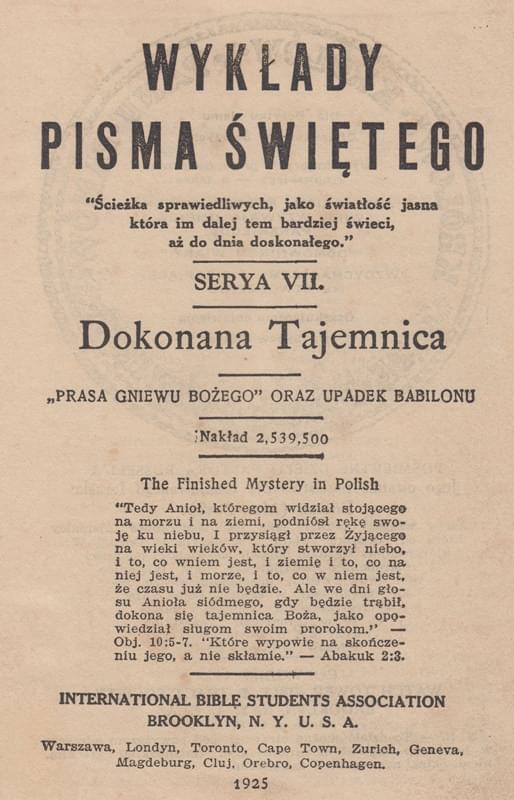 WYKŁADY
PISMA ŚWIĘTEGO
“Ścieżka sprawiedliwych, jako światłość jasna
która im dalej tem bardziej świeci,
aż do dnia doskonałego.”
SERYA VII.
Dokonana Tajemnica
„PRASA GNIEWU BOŻEGO” ORAZ UPADEK BABILONU
Nakład 2,539,500
The Finished Mystery in Polish
“Tedy Anioł, któregom widział stojącego
na morzu i na ziemi, podniósł rękę swo-
ję ku niebu, I przysiągł przez Żyjącego
na wieki wieków, który stworzył niebo,
i to, co wniem jest, i ziemię i to, co na
niej jest, i morze, i to, co w niem jest,
że czasu już nie będzie. Ale we dni gło-
su Anioła siódmego, gdy będzie trąbił,
dokona się tajemnica Boża, jako opo-
wiedział sługom swoim prorokom.” —
Obj. 10:5-7. “Które wypowie na skończe-
niu jego, a nie skłamie.” — Abakuk 2:3.
INTERNATIONAL BIBLE STUDENTS ASSOCIATION
BROOKLYN, N. Y. U. S. A.
Warszawa, Londyn, Toronto, Cape Town, Zurich, Geneva,
Magdeburg, Cluj, Orebro, Copenhagen.
1925